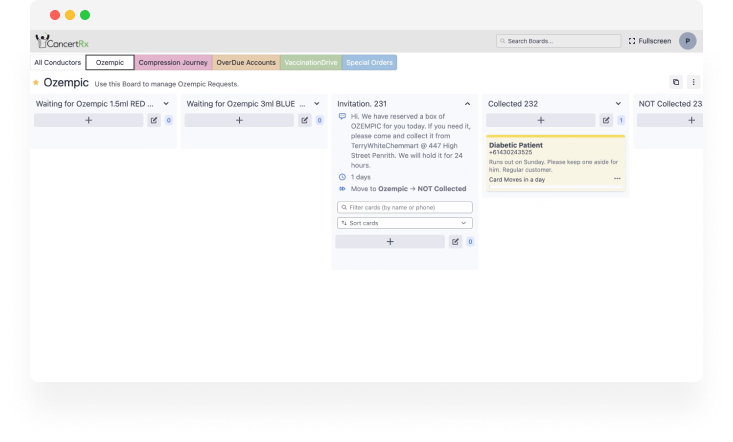 ConcertRx
Search Boards...
Fullscreen
P
All Conductors
Ozempic
Compression Journey
OverDue Accounts
VaccinationDrive
Special Orders
Ozempic
Use this Board to manage Ozempic Requests.
Waiting for Ozempic 1.5ml RED ...
+
0
Waiting for Ozempic 3ml BLUE ...
+
0
Invitation. 231
Hi. We have reserved a box of
OZEMPIC for you today. If you need it,
please come and collect it from
TerryWhiteChemmart @ 447 High
Street Penrith. We will hold it for 24
hours.
1 days
Move to Ozempic → NOT Collected
Filter cards (by name or phone)
Sort cards
+
0
Collected 232
+
1
Diabetic Patient
+61430243525
Runs out on Sunday. Please keep one aside for
him. Regular customer.
Card Moves in a day
NOT Collected 23
+